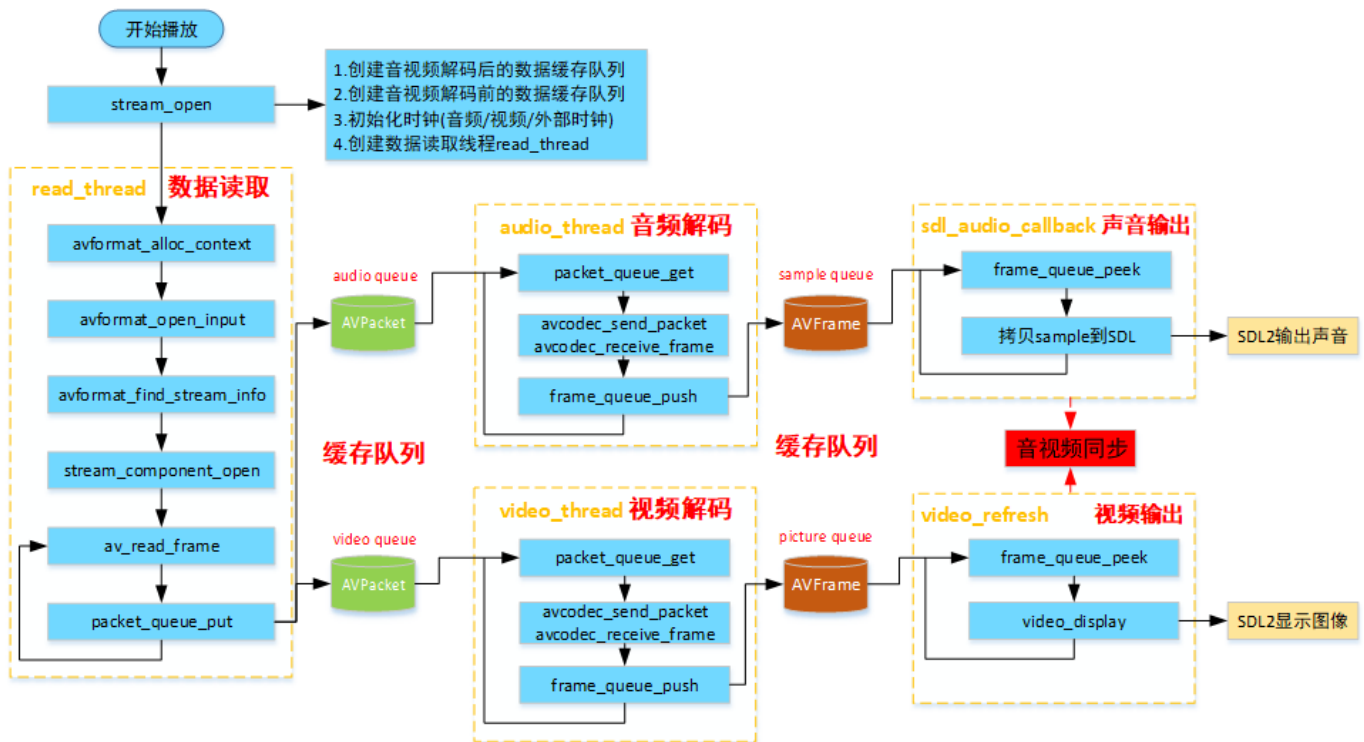 开始播放
stream_open
1.创建音视频解码后的数据缓存队列
2.创建音视频解码前的数据缓存队列
3.初始化时钟(音频/视频/外部时钟)
4.创建数据读取线程read_thread
read_thread 数据读取
avformat_alloc_context
avformat_open_input
avformat_find_stream_info
stream_component_open
av_read_frame
packet_queue_put
audio queue
AVPacket
缓存队列
video queue
AVPacket
audio_thread 音频解码
packet_queue_get
avcodec_send_packet
avcodec_receive_frame
frame_queue_push
video_thread 视频解码
packet_queue_get
avcodec_send_packet
avcodec_receive_frame
frame_queue_push
sample queue
AVFrame
缓存队列
picture queue
AVFrame
sdl_audio_callback 声音输出
frame_queue_peek
拷贝sample到SDL
SDL2输出声音
音视频同步
video_refresh 视频输出
frame_queue_peek
video_display
SDL2显示图像